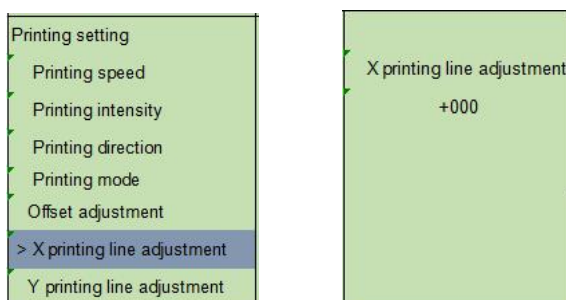 Printing setting
Printing speed
Printing intensity
Printing direction
Printing mode
Offset adjustment
> X printing line adjustment
Y printing line adjustment
X printing line adjustment
+000